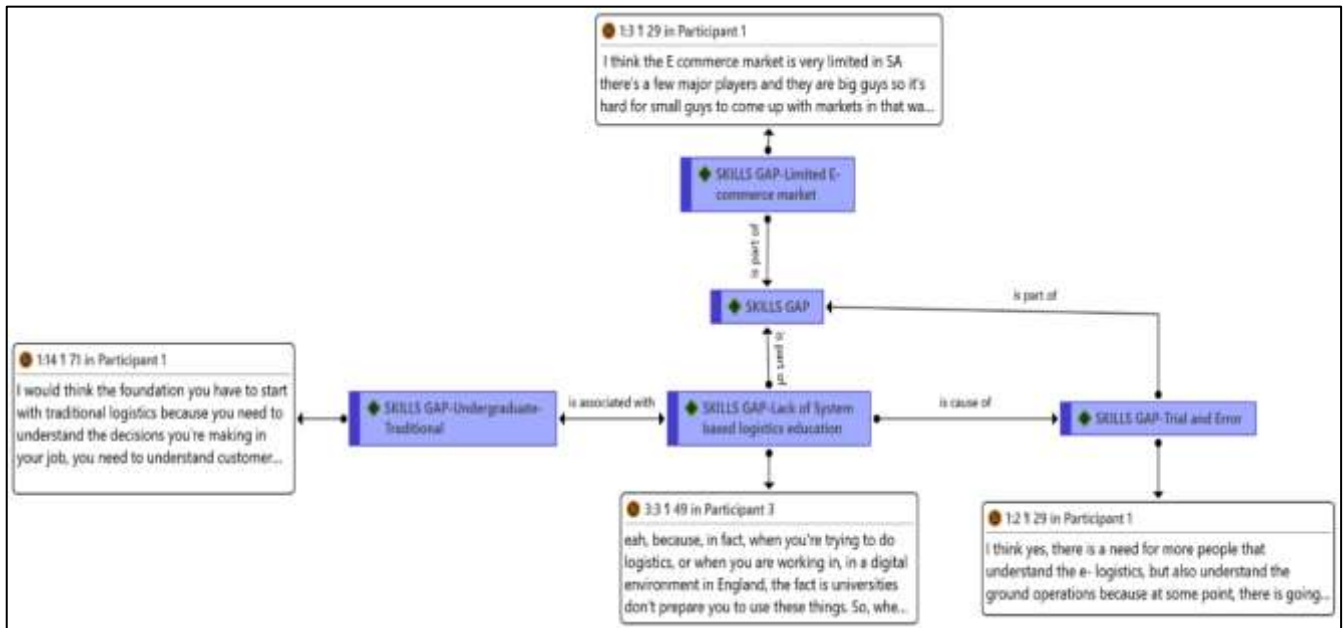 1:3 ¶ 29 in Participant 1
I think the E commerce market is very limited in SA
there's a few major players and they are big guys so it's
hard for small guys to come up with markets in that wa...
SKILLS GAP-Limited E-
commerce market
is part of
SKILLS GAP
is part of
is part of
1:14 ¶ 71 in Participant 1
I would think the foundation you have to start
with traditional logistics because you need to
understand the decisions you're making in
your job, you need to understand customer...
SKILLS GAP-Undergraduate-
Traditional
is associated with
SKILLS GAP-Lack of System
based logistics education
is cause of
SKILLS GAP-Trial and Error
3:3 ¶ 49 in Participant 3
eah, because, in fact, when you're trying to do
logistics, or when you are working in, in a digital
environment in England, the fact is universities
don't prepare you to use these things. So, whe...
1:2 ¶ 29 in Participant 1
I think yes, there is a need for more people that
understand the e- logistics, but also understand the
ground operations because at some point, there is going...